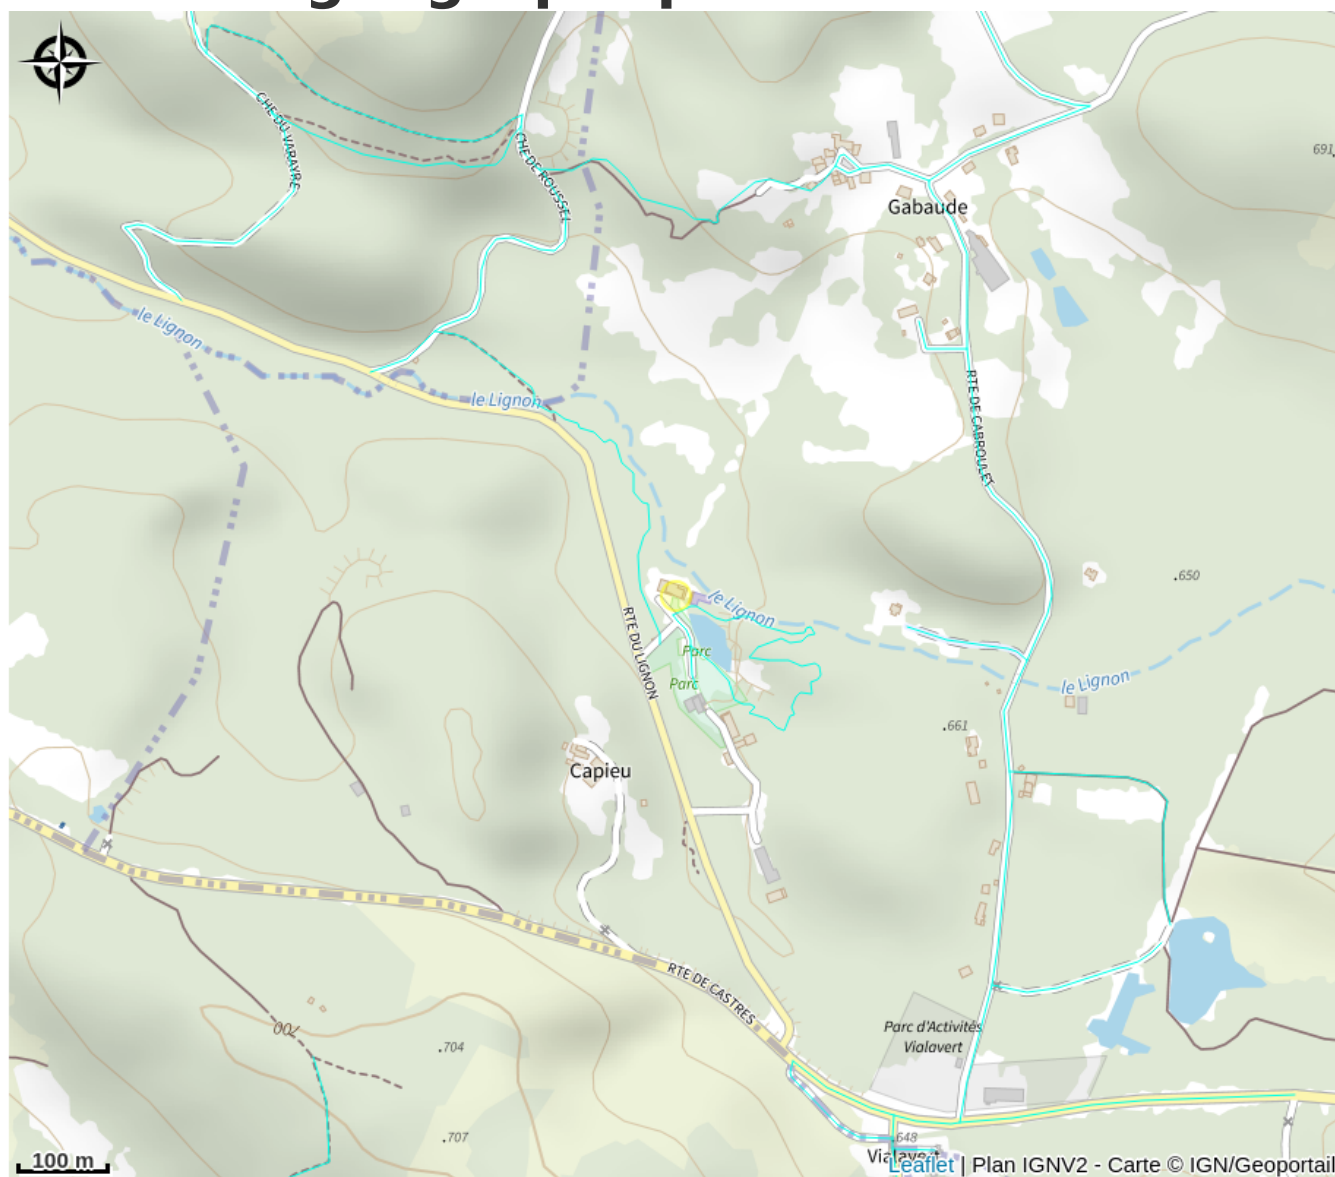 CHE DU VARAYRE
CHE DE ROUSSEL
691
Gabaude
le Lignon
le Lignon
RTE DE CABROULET
.650
le Lignon
RTE DU LIGNON
Parc
Parc
le Lignon
.661
Capieu
RTE DE CASTRES
700
.704
Parc d'Activités
Vialavert
.707
.648
Vialavert
100 m
Leaflet | Plan IGNV2 - Carte © IGN/Geoportail